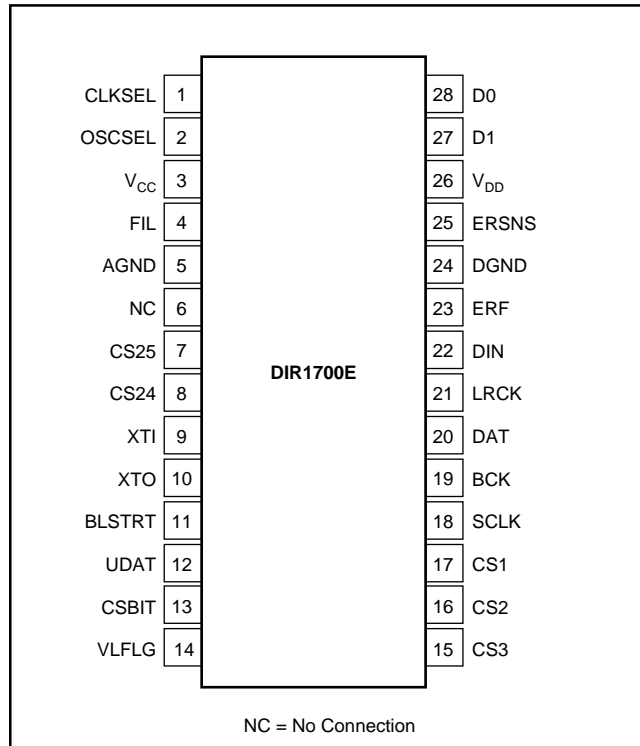 CLKSEL 1 28 D0
OSCSEL 2 27 D1
VCC 3 26 VDD
FIL 4 25 ERSNS
AGND 5 24 DGND
NC 6 23 ERF
CS25 7 22 DIN
DIR1700E
CS24 8 21 LRCK
XTI 9 20 DAT
XTO 10 19 BCK
BLSTRT 11 18 SCLK
UDAT 12 17 CS1
CSBIT 13 16 CS2
VLFLG 14 15 CS3
NC = No Connection